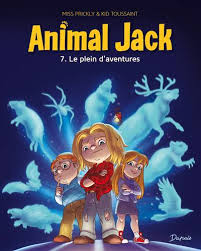 MISS PRICKLY & KID TOUSSAINT
Animal Jack
7. Le plein d'aventures
Dupuis